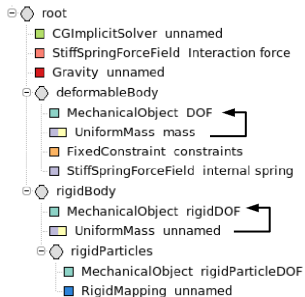 root
CGImplicitSolver unnamed
StiffSpringForceField Interaction force
Gravity unnamed
deformableBody
MechanicalObject DOF
UniformMass mass
FixedConstraint constraints
StiffSpringForceField internal spring
rigidBody
MechanicalObject rigidDOF
UniformMass unnamed
rigidParticles
MechanicalObject rigidParticleDOF
RigidMapping unnamed